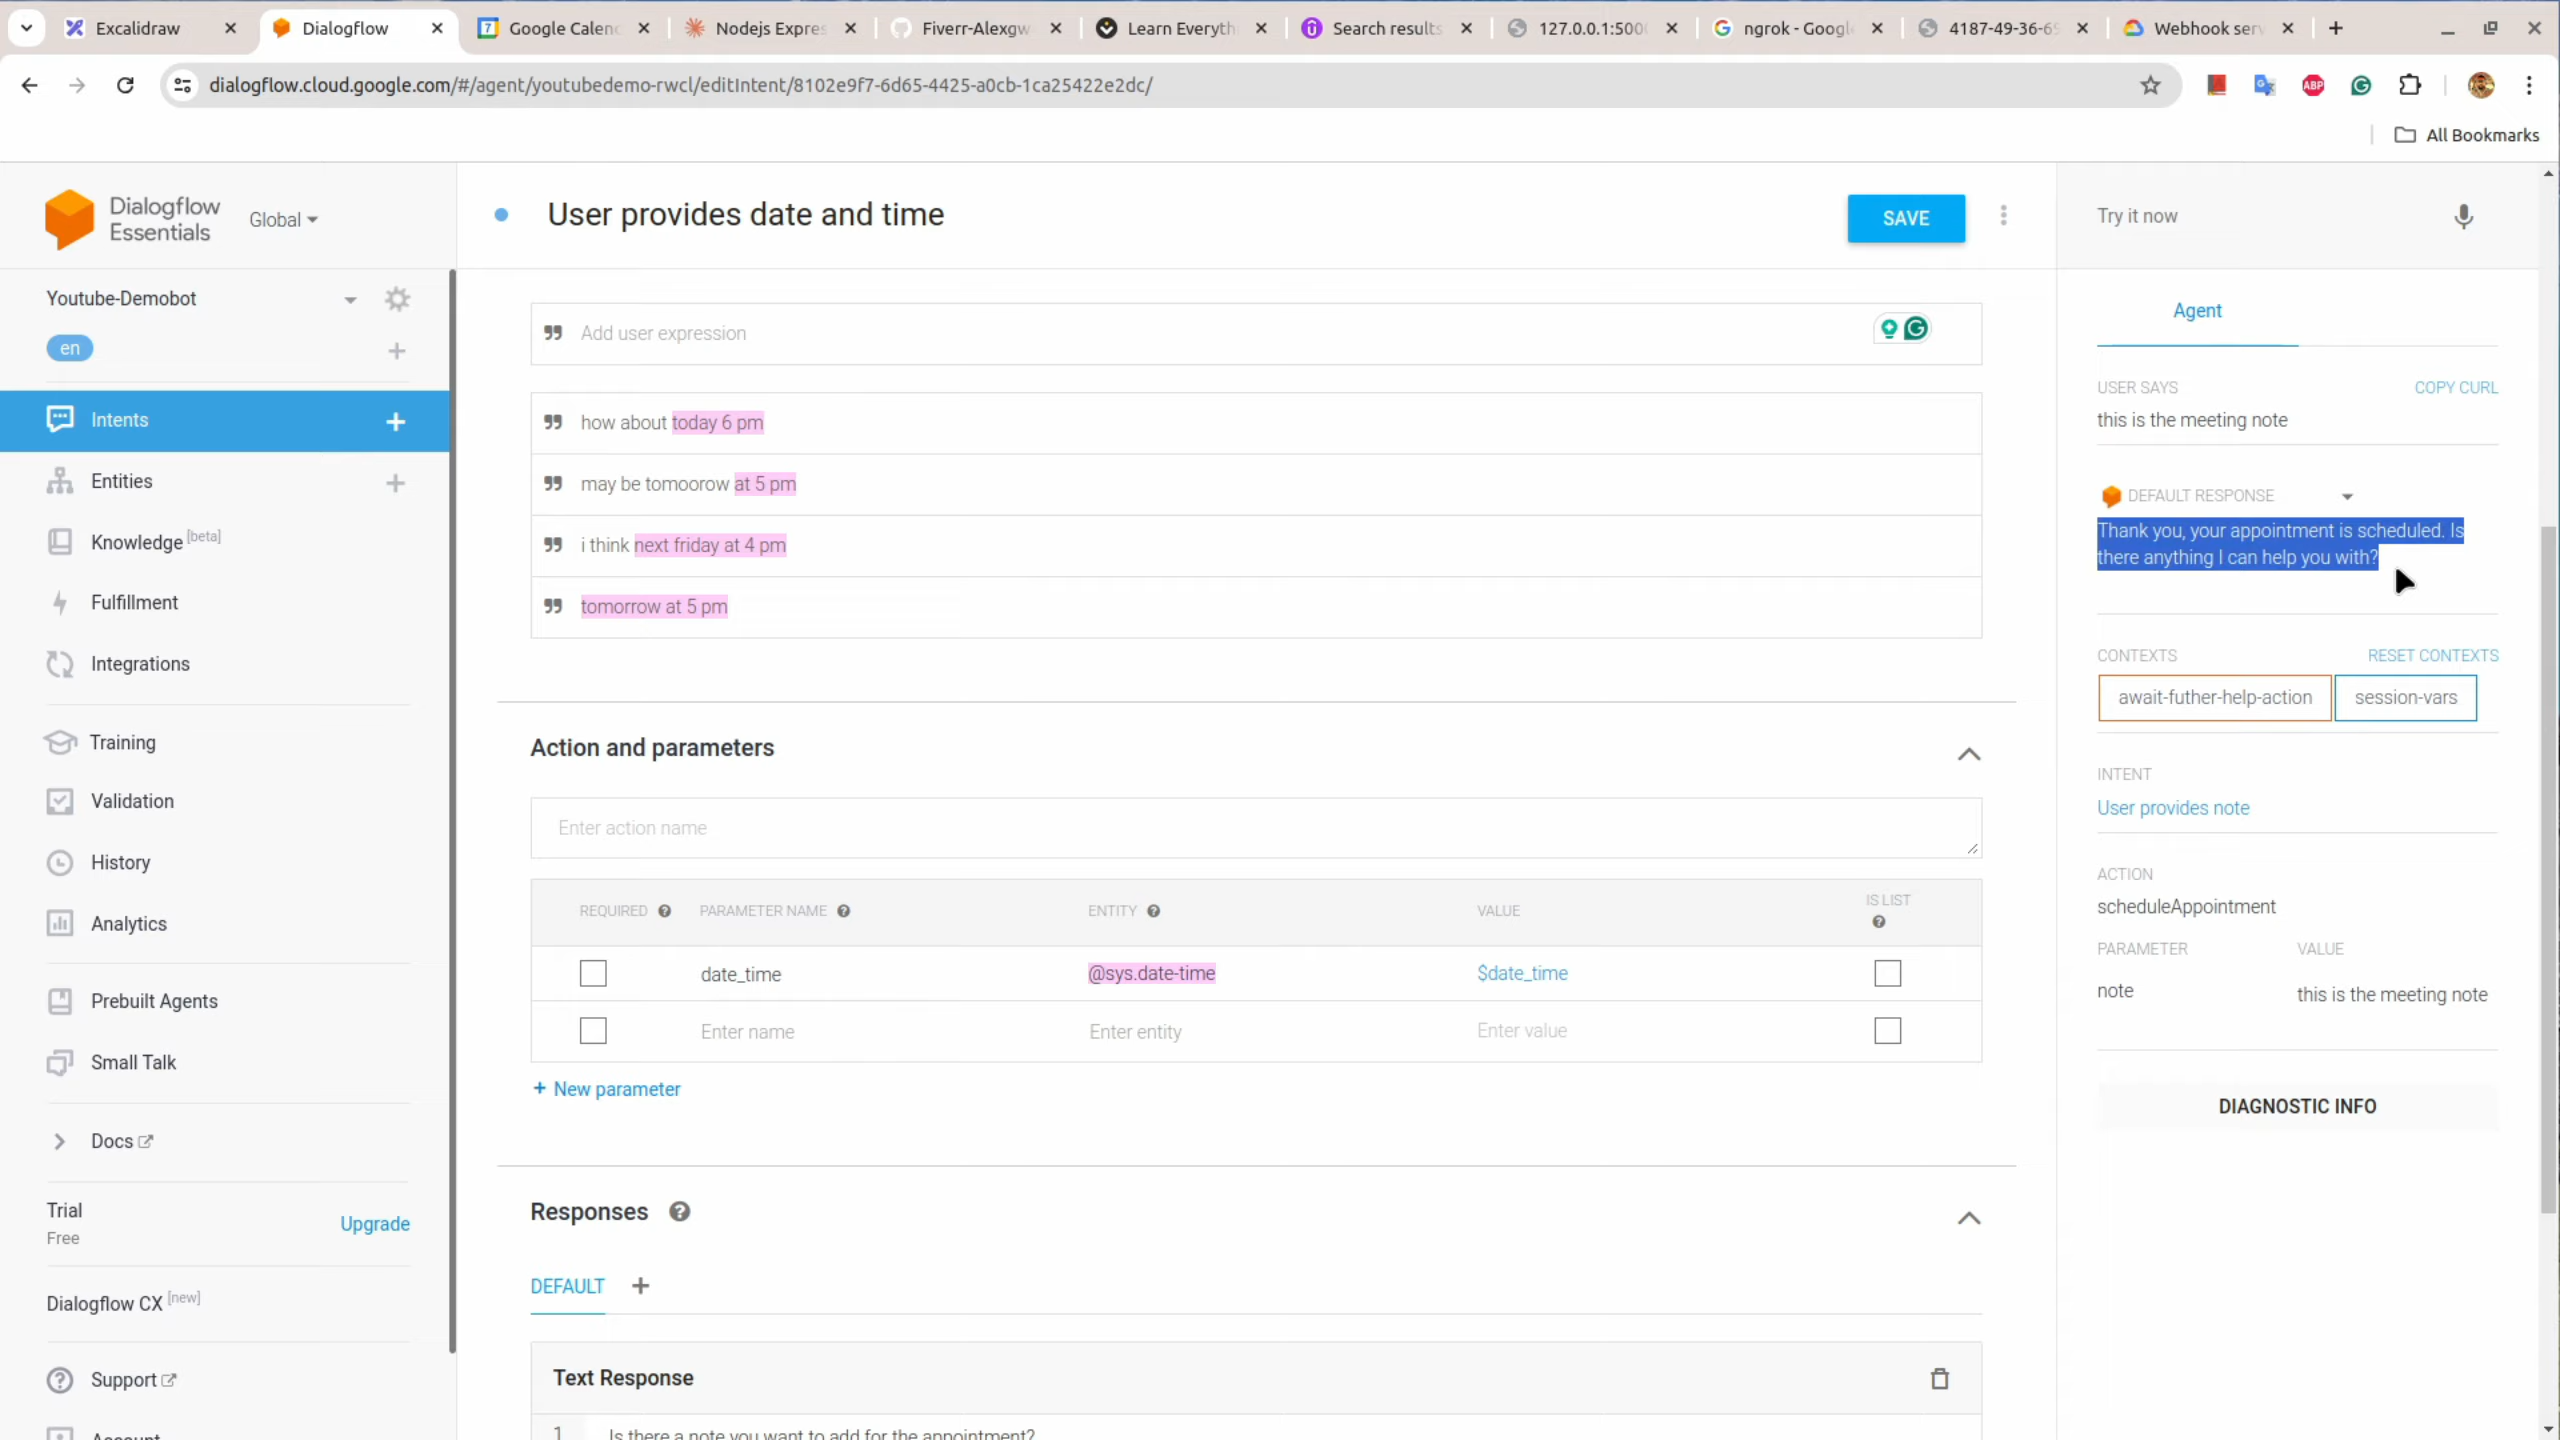 Excalidraw
Dialogflow
Google Calen
Nodejs Expres
Fiverr-Alexgw
Learn Everyth
Search results
127.0.0.1:500
ngrok - Googl
4187-49-36-6
Webhook serv
dialogflow.cloud.google.com/#/agent/youtubedemo-rwcl/editIntent/8102e9f7-6d65-4425-a0cb-1ca25422e2dc/
ABP
All Bookmarks
Dialogflow
Essentials
Global
Youtube-Demobot
en
Intents
Entities
Knowledge [beta]
Fulfillment
Integrations
Training
Validation
History
Analytics
Prebuilt Agents
Small Talk
Docs
Trial
Free
Upgrade
Dialogflow CX [new]
Support
Account
User provides date and time
SAVE
Add user expression
how about today 6 pm
may be tomoorow at 5 pm
i think next friday at 4 pm
tomorrow at 5 pm
Action and parameters
Enter action name
REQUIRED PARAMETER NAME ENTITY VALUE IS LIST
date_time @sys.date-time $date_time
Enter name Enter entity Enter value
+ New parameter
Responses
DEFAULT +
Text Response
1 Is there a note you want to add for the appointment?
Try it now
Agent
USER SAYS COPY CURL
this is the meeting note
DEFAULT RESPONSE
Thank you, your appointment is scheduled. Is
there anything I can help you with?
CONTEXTS RESET CONTEXTS
await-futher-help-action session-vars
INTENT
User provides note
ACTION
scheduleAppointment
PARAMETER VALUE
note this is the meeting note
DIAGNOSTIC INFO